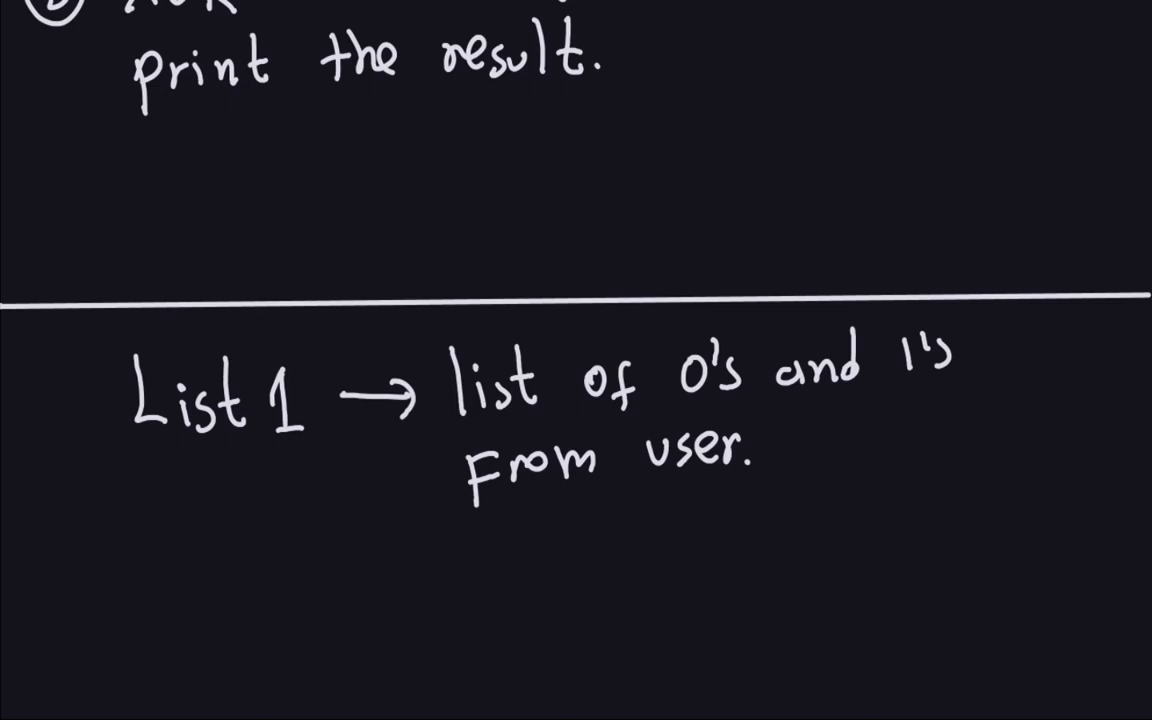 print the result.
List 1 → list of 0's and 1's
From user.